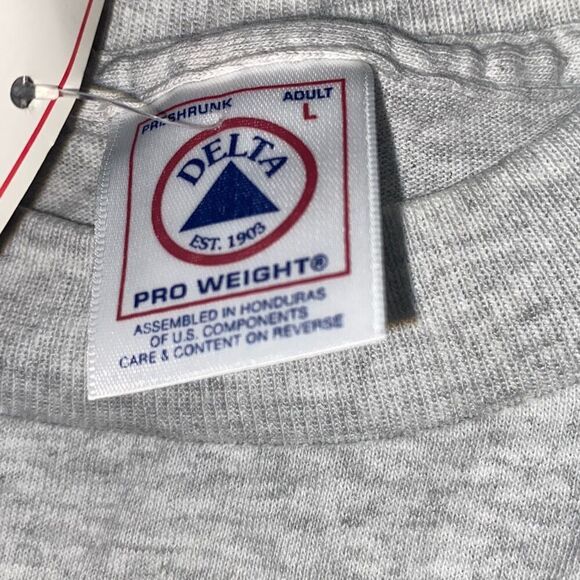 PRESHRUNK ADULT
L
DELTA
EST. 1903
PRO WEIGHT®
ASSEMBLED IN HONDURAS
OF U.S. COMPONENTS
CARE & CONTENT ON REVERSE